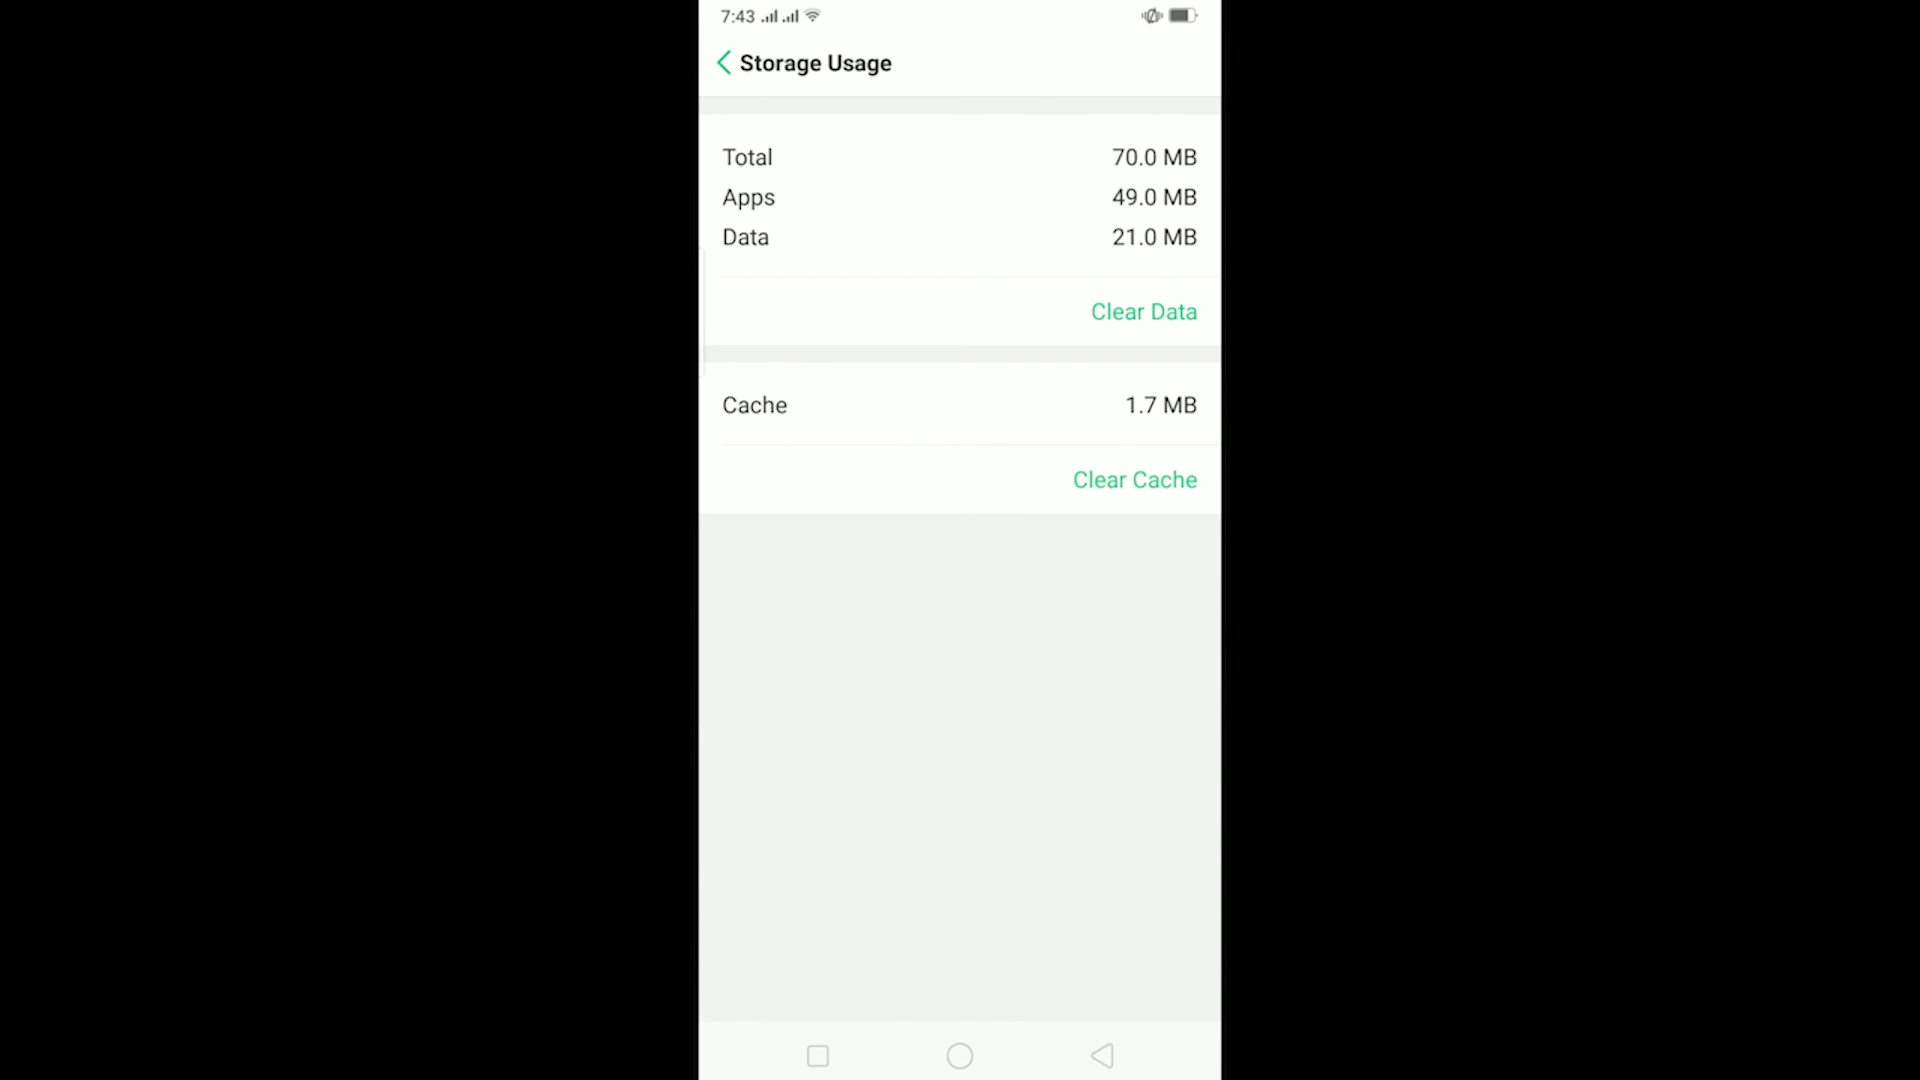 7:43
Storage Usage
Total 70.0 MB
Apps 49.0 MB
Data 21.0 MB
Clear Data
Cache 1.7 MB
Clear Cache